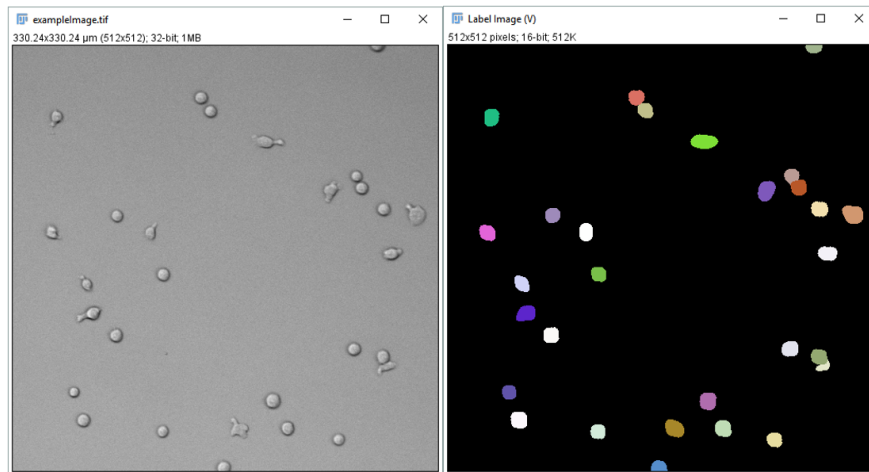 exampleImage.tif
330.24x330.24 µm (512x512); 32-bit; 1MB
Label Image (V)
512x512 pixels; 16-bit; 512K